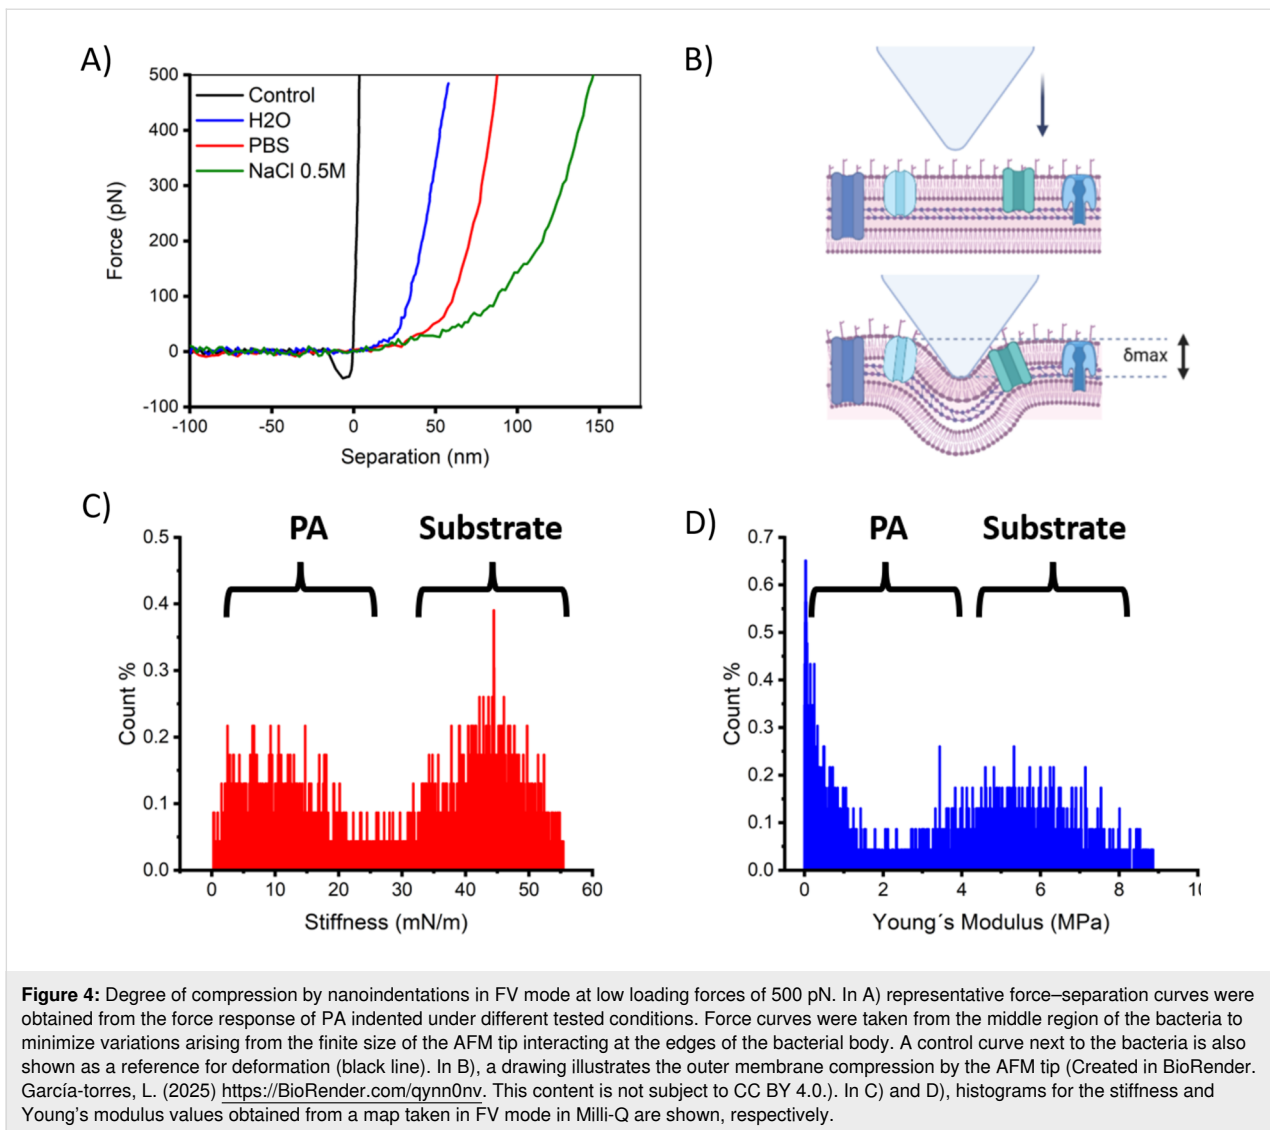 A)
500
400
300
200
100
0
-100
-100
-50
0
50
100
150
Force (pN)
Separation (nm)
Control
H2O
PBS
NaCl 0.5M
B)
δmax
C)
PA
Substrate
0.5
0.4
0.3
0.2
0.1
0.0
0
10
20
30
40
50
60
Count %
Stiffness (mN/m)
D)
PA
Substrate
0.7
0.6
0.5
0.4
0.3
0.2
0.1
0.0
0
2
4
6
8
10
Count %
Young´s Modulus (MPa)
Figure 4: Degree of compression by nanoindentations in FV mode at low loading forces of 500 pN. In A) representative force–separation curves were
obtained from the force response of PA indented under different tested conditions. Force curves were taken from the middle region of the bacteria to
minimize variations arising from the finite size of the AFM tip interacting at the edges of the bacterial body. A control curve next to the bacteria is also
shown as a reference for deformation (black line). In B), a drawing illustrates the outer membrane compression by the AFM tip (Created in BioRender.
García-torres, L. (2025) https://BioRender.com/qynn0nv. This content is not subject to CC BY 4.0.). In C) and D), histograms for the stiffness and
Young’s modulus values obtained from a map taken in FV mode in Milli-Q are shown, respectively.